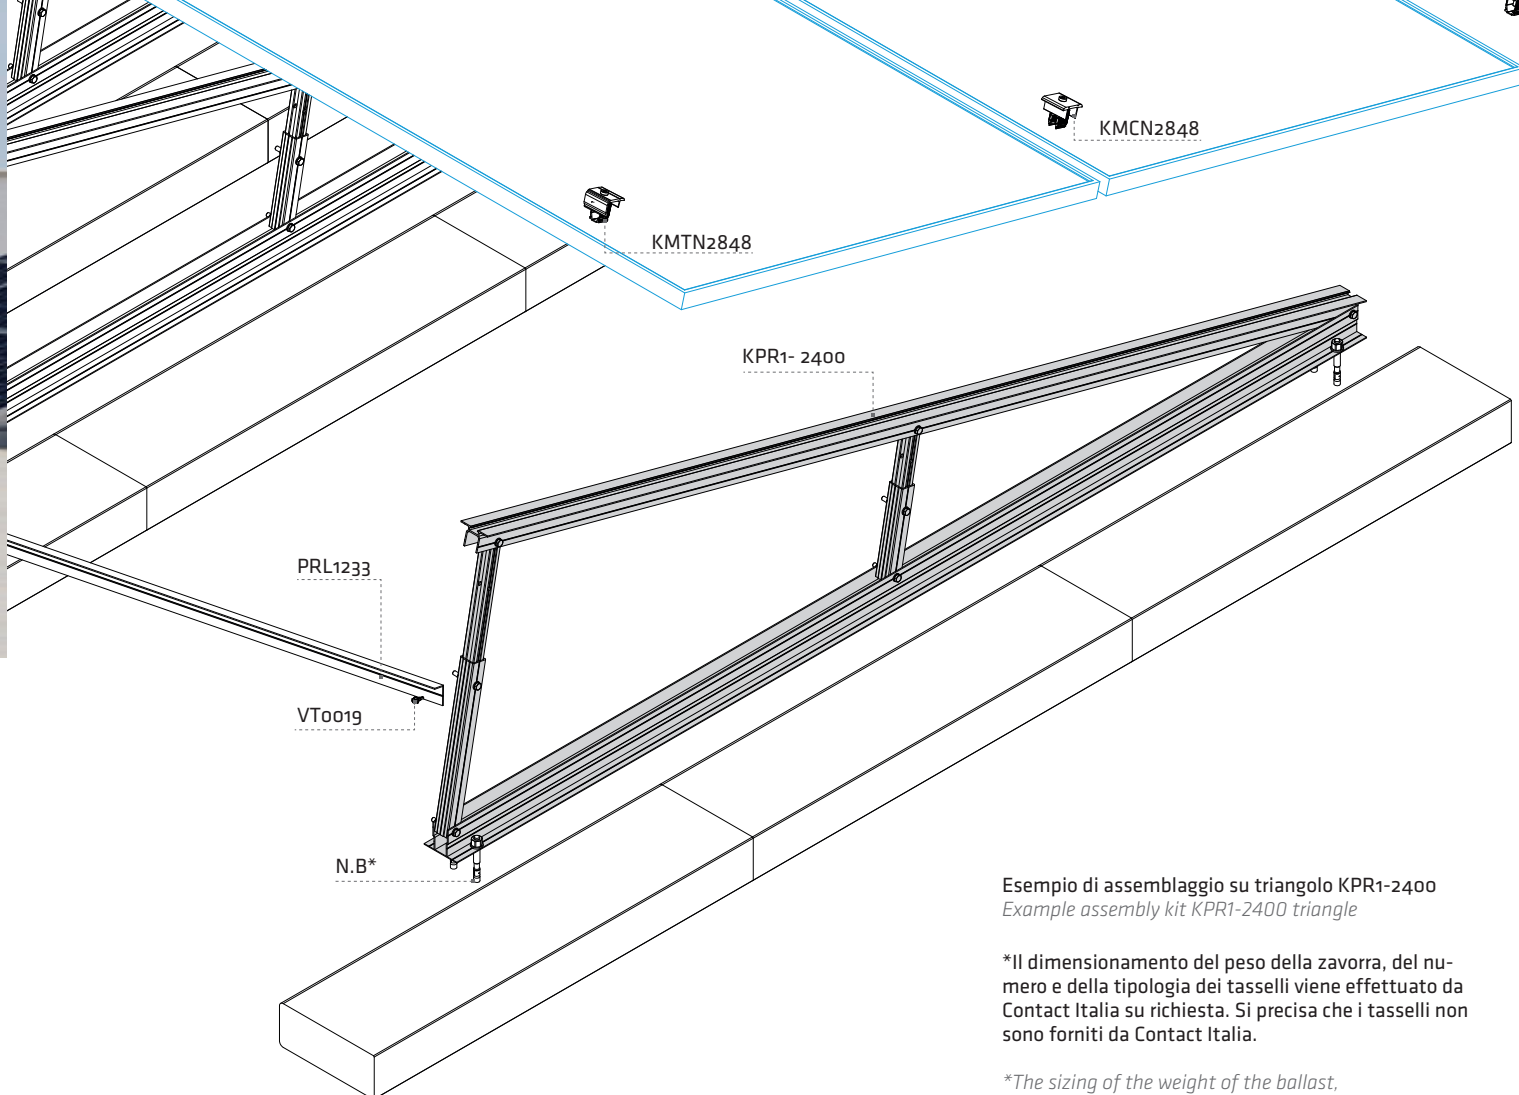 KMCN2848
KMTN2848
KPR1- 2400
PRL1233
VT0019
N.B*
Esempio di assemblaggio su triangolo KPR1-2400
Example assembly kit KPR1-2400 triangle
*Il dimensionamento del peso della zavorra, del nu-
mero e della tipologia dei tasselli viene effettuato da
Contact Italia su richiesta. Si precisa che i tasselli non
sono forniti da Contact Italia.
*The sizing of the weight of the ballast,